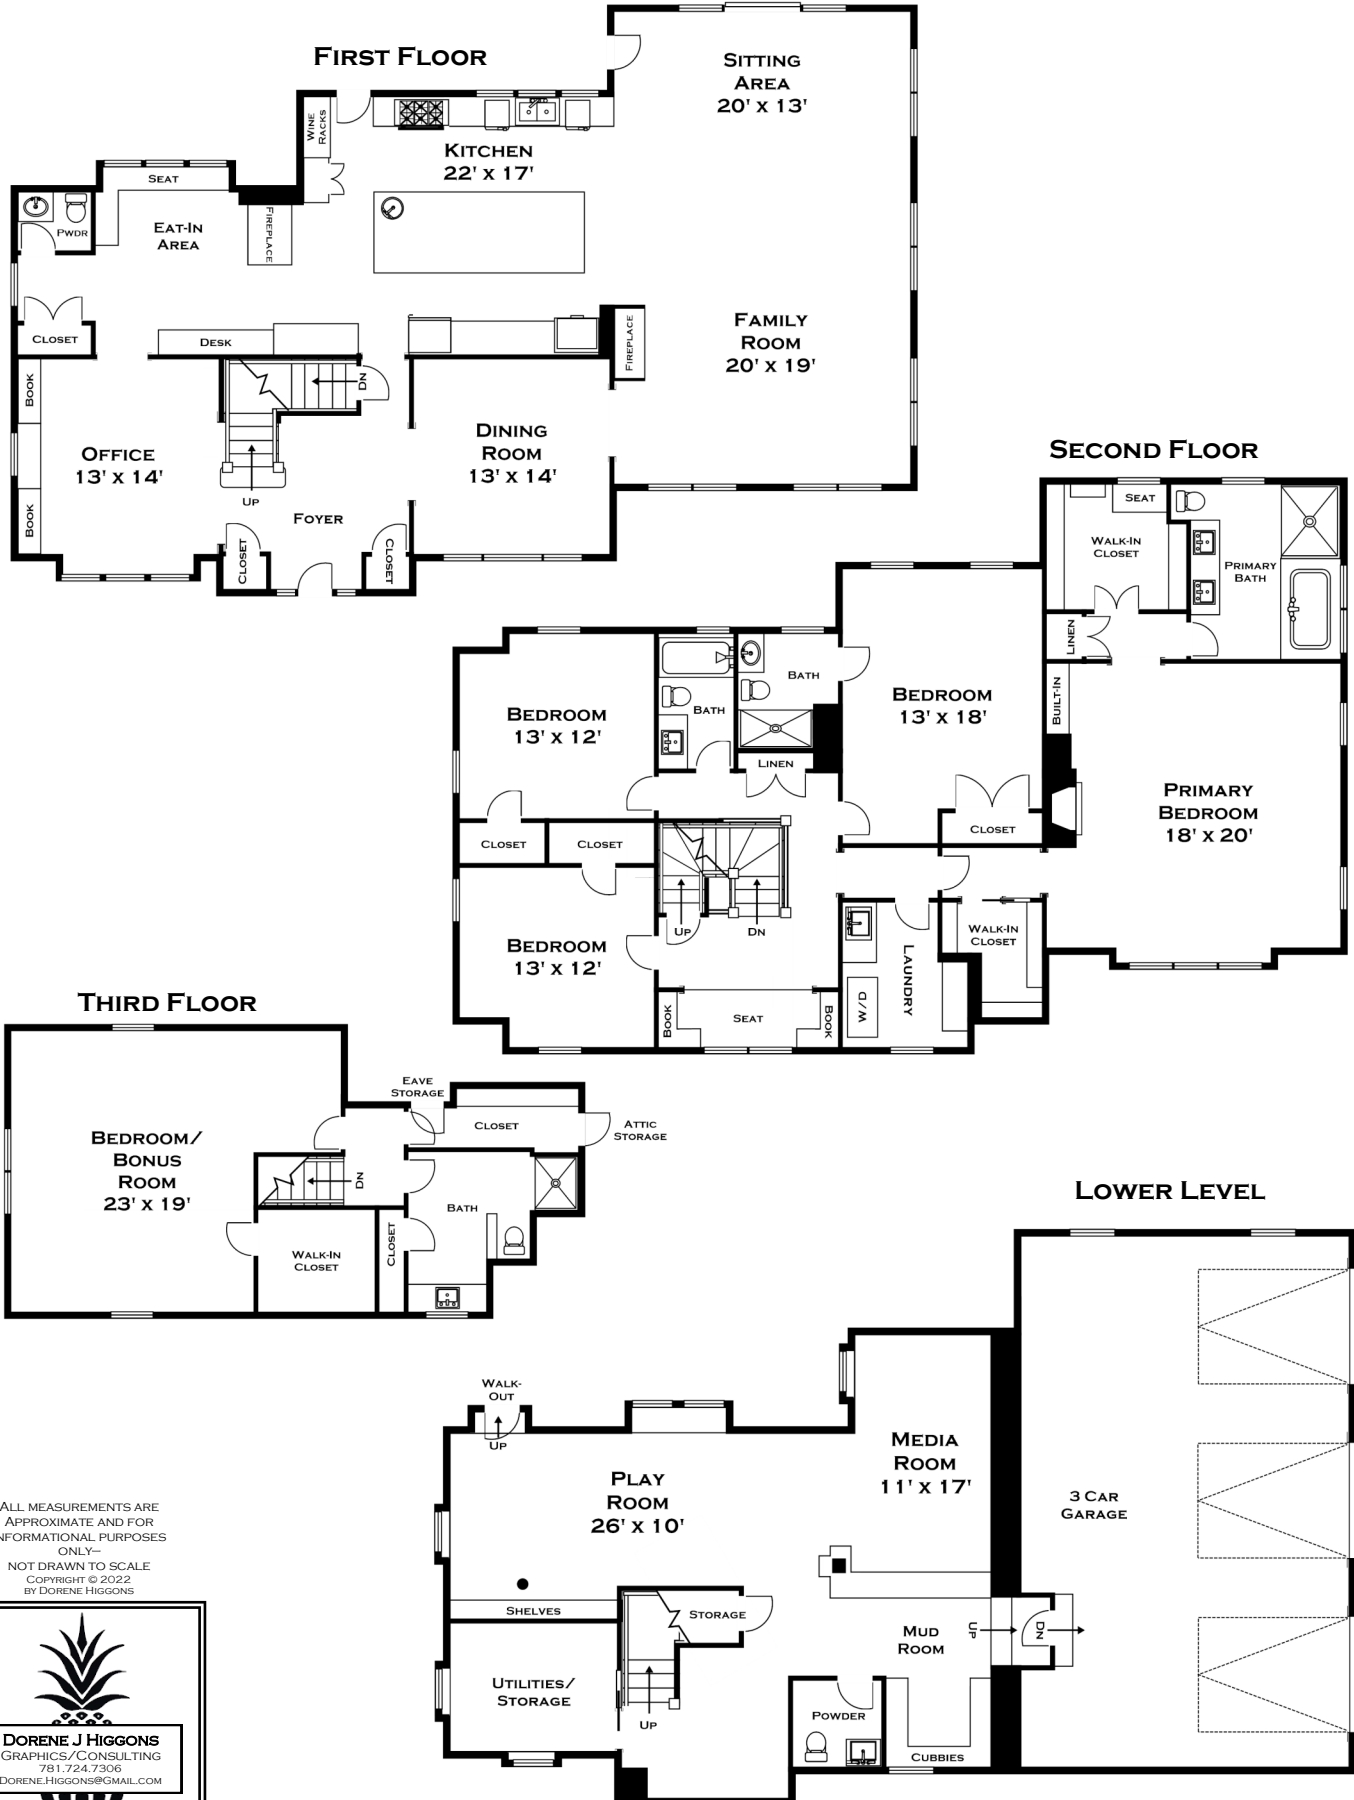 First Floor
Sitting
Area
20' x 13'
Wine
Racks
Kitchen
22' x 17'
Seat
Pwdr
Eat-In
Area
Fireplace
Closet
Desk
Family
Room
20' x 19'
Fireplace
Book
Book
Office
13' x 14'
DN
Up
Dining
Room
13' x 14'
Foyer
Closet
Closet
Second Floor
Seat
Walk-In
Closet
Primary
Bath
Linen
Built-In
Bedroom
13' x 12'
Bath
Bath
Linen
Bedroom
13' x 18'
Closet
Primary
Bedroom
18' x 20'
Closet
Closet
Bedroom
13' x 12'
Up
DN
Laundry
W/D
Walk-In
Closet
Book
Seat
Book
Third Floor
Eave
Storage
Closet
Attic
Storage
Bedroom/
Bonus
Room
23' x 19'
DN
Bath
Walk-In
Closet
Closet
Lower Level
Walk-
Out
Up
Play
Room
26' x 10'
Media
Room
11' x 17'
3 Car
Garage
Shelves
Storage
Utilities/
Storage
Up
Mud
Room
Up
DN
Powder
Cubbies
All measurements are
Approximate and for
nformational purposes
only–
not drawn to scale
Copyright © 2022
by Dorene Higgons
Dorene J Higgons
Graphics/Consulting
781.724.7306
Dorene.Higgons@Gmail.com